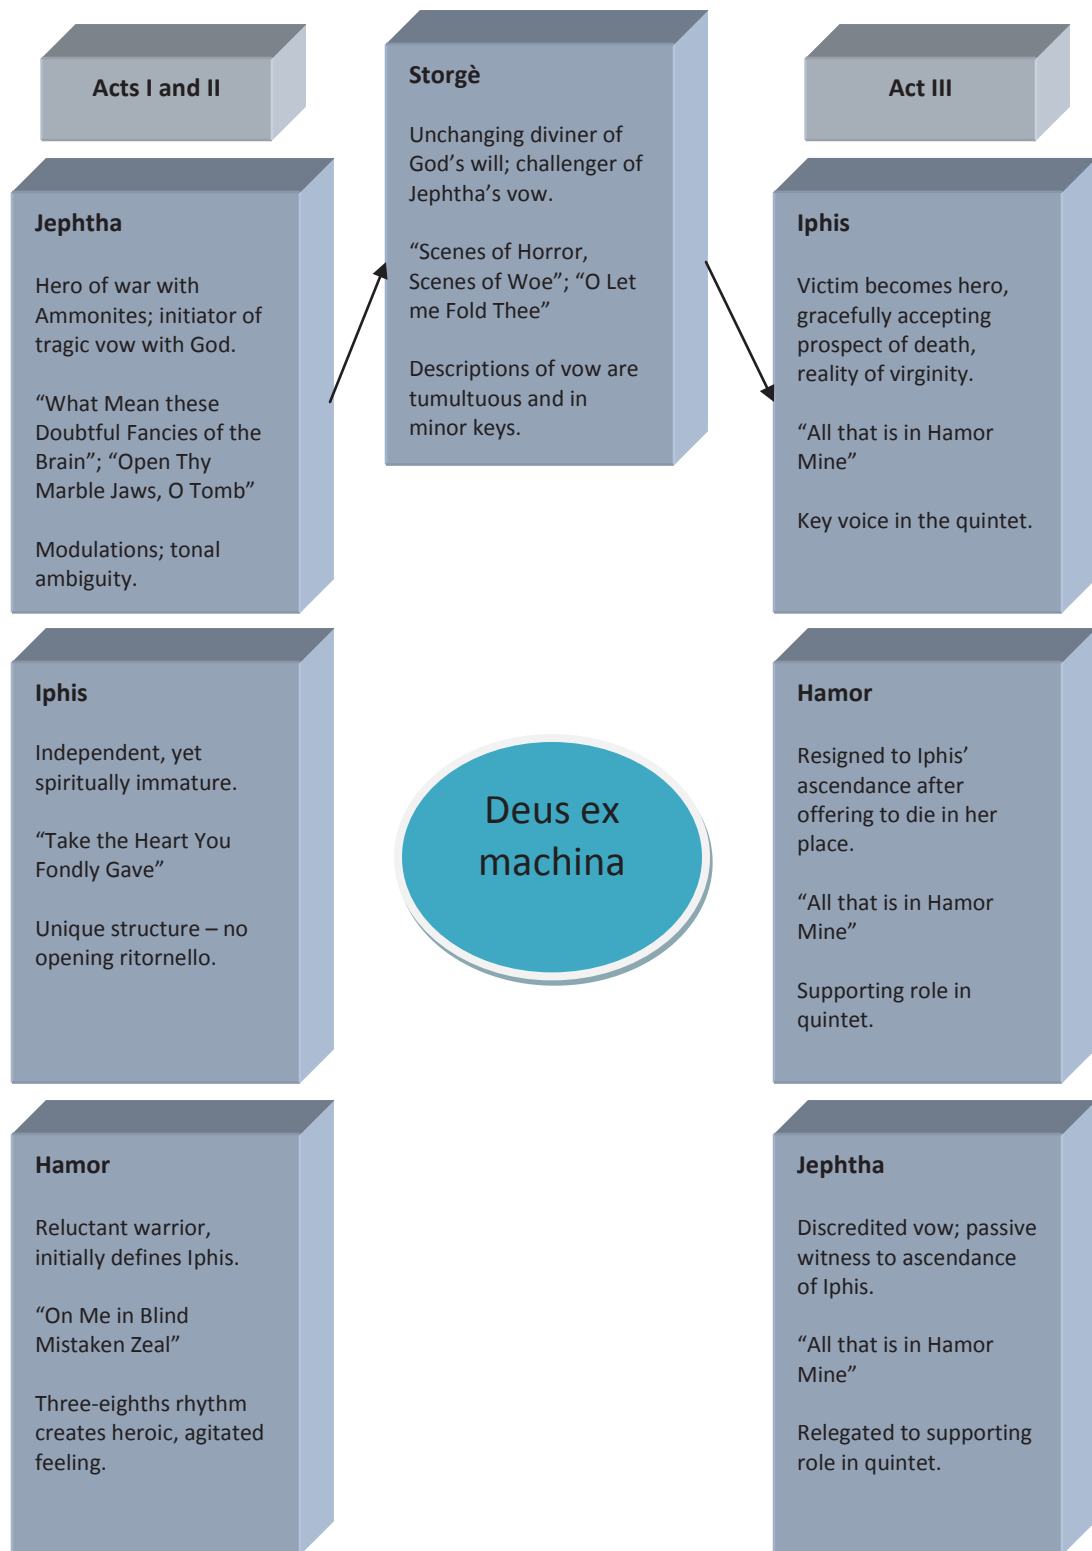 Acts I and II
Jephtha
Hero of war with
Ammonites; initiator of
tragic vow with God.
“What Mean these
Doubtful Fancies of the
Brain”; “Open Thy
Marble Jaws, O Tomb”
Modulations; tonal
ambiguity.
Iphis
Independent, yet
spiritually immature.
“Take the Heart You
Fondly Gave”
Unique structure – no
opening ritornello.
Hamor
Reluctant warrior,
initially defines Iphis.
“On Me in Blind
Mistaken Zeal”
Three-eighths rhythm
creates heroic, agitated
feeling.
Storgè
Unchanging diviner of
God’s will; challenger of
Jephtha’s vow.
“Scenes of Horror,
Scenes of Woe”; “O Let
me Fold Thee”
Descriptions of vow are
tumultuous and in
minor keys.
Deus ex
machina
Act III
Iphis
Victim becomes hero,
gracefully accepting
prospect of death,
reality of virginity.
“All that is in Hamor
Mine”
Key voice in the quintet.
Hamor
Resigned to Iphis’
ascendance after
offering to die in her
place.
“All that is in Hamor
Mine”
Supporting role in
quintet.
Jephtha
Discredited vow; passive
witness to ascendance
of Iphis.
“All that is in Hamor
Mine”
Relegated to supporting
role in quintet.